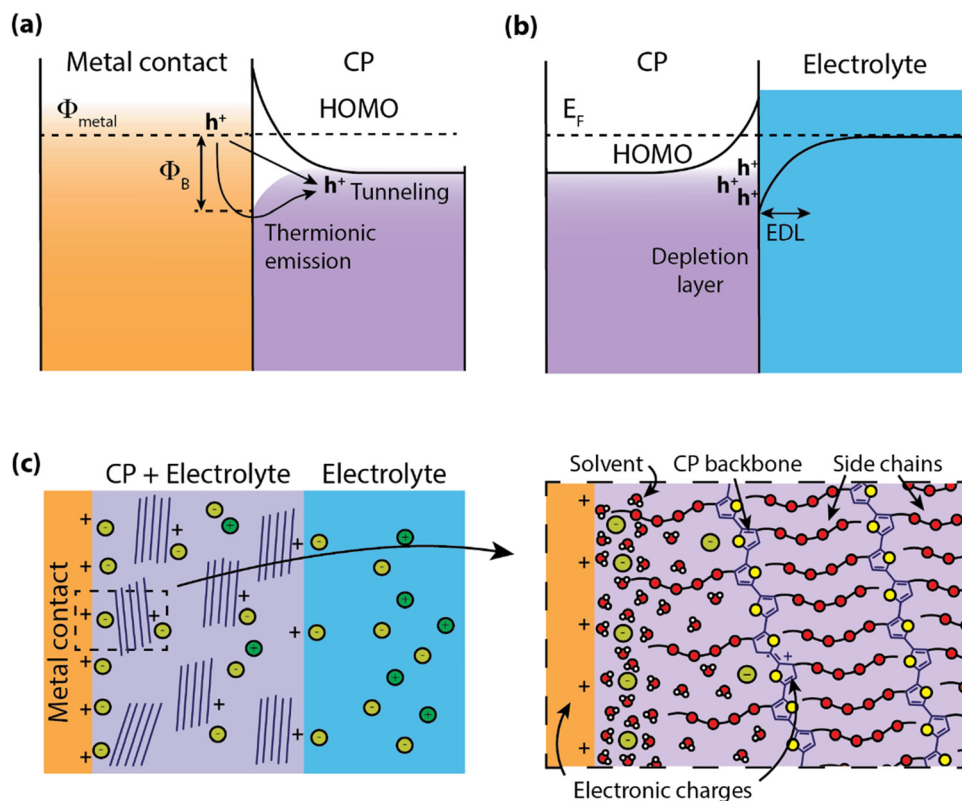 (a)
Metal contact CP
Φmetal
h⁺
HOMO
ΦB
h⁺ Tunneling
Thermionic
emission
(b)
CP Electrolyte
EF
HOMO
h⁺
h⁺
h⁺
EDL
Depletion
layer
(c)
CP + Electrolyte Electrolyte
Metal contact
Solvent CP backbone Side chains
Electronic charges